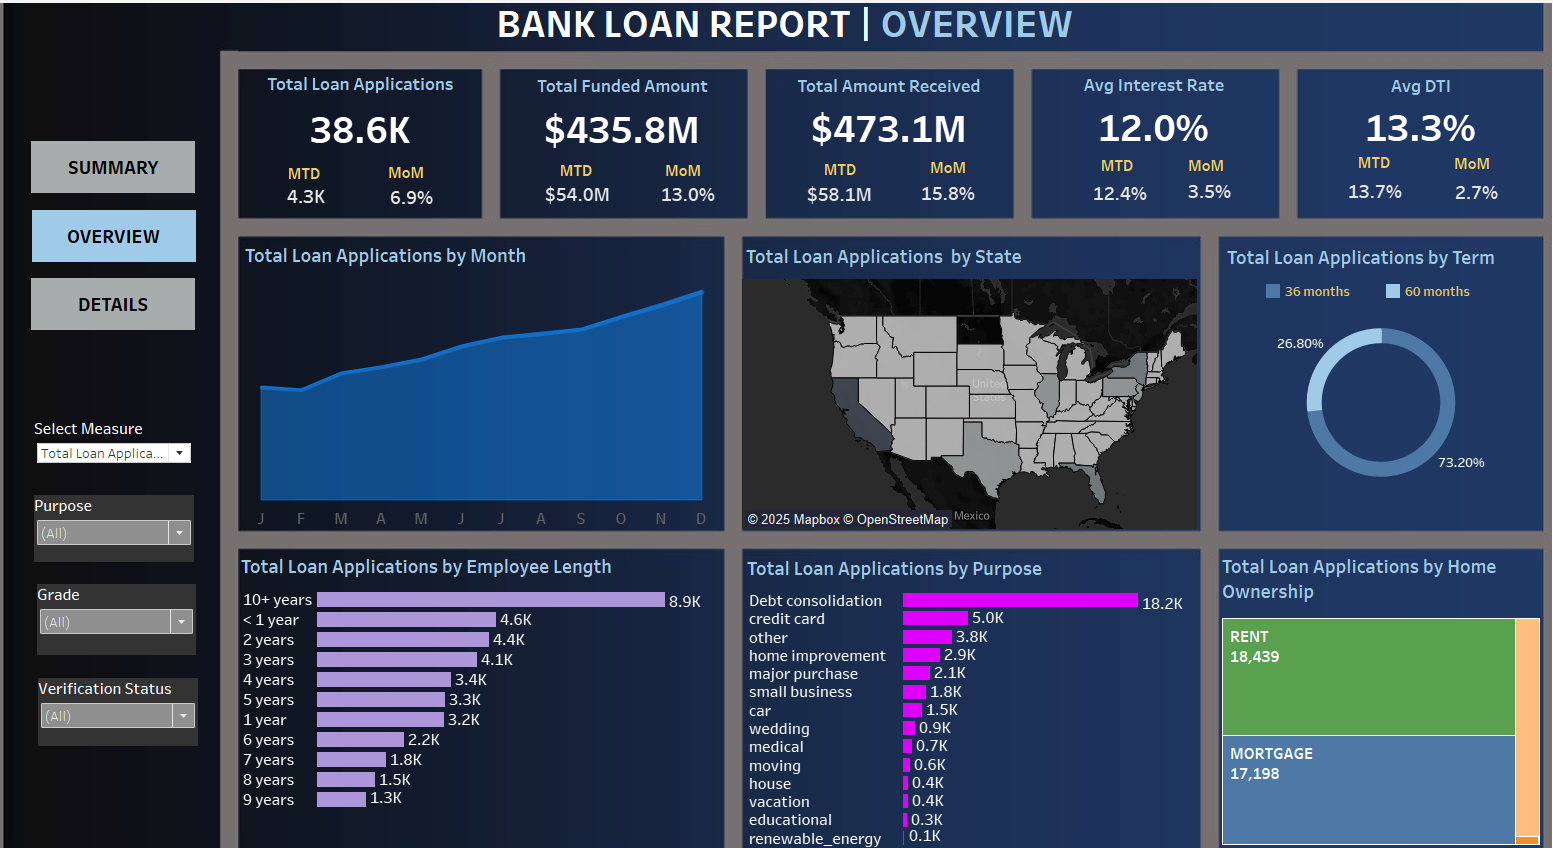 BANK LOAN REPORT | OVERVIEW
Total Loan Applications
38.6K
MTD MoM
4.3K 6.9%
Total Funded Amount
$435.8M
MTD MoM
$54.0M 13.0%
Total Amount Received
$473.1M
MTD MoM
$58.1M 15.8%
Avg Interest Rate
12.0%
MTD MoM
12.4% 3.5%
Avg DTI
13.3%
MTD MoM
13.7% 2.7%
SUMMARY
OVERVIEW
DETAILS
Select Measure
Total Loan Applica...
Purpose
(All)
Grade
(All)
Verification Status
(All)
Total Loan Applications by Month
J F M A M J J A S O N D
Total Loan Applications by State
United
States
Mexico
© 2025 Mapbox © OpenStreetMap
Total Loan Applications by Term
36 months 60 months
26.80%
73.20%
Total Loan Applications by Employee Length
10+ years 8.9K
< 1 year 4.6K
2 years 4.4K
3 years 4.1K
4 years 3.4K
5 years 3.3K
1 year 3.2K
6 years 2.2K
7 years 1.8K
8 years 1.5K
9 years 1.3K
Total Loan Applications by Purpose
Debt consolidation 18.2K
credit card 5.0K
other 3.8K
home improvement 2.9K
major purchase 2.1K
small business 1.8K
car 1.5K
wedding 0.9K
medical 0.7K
moving 0.6K
house 0.4K
vacation 0.4K
educational 0.3K
renewable_energy 0.1K
Total Loan Applications by Home
Ownership
RENT
18,439
MORTGAGE
17,198